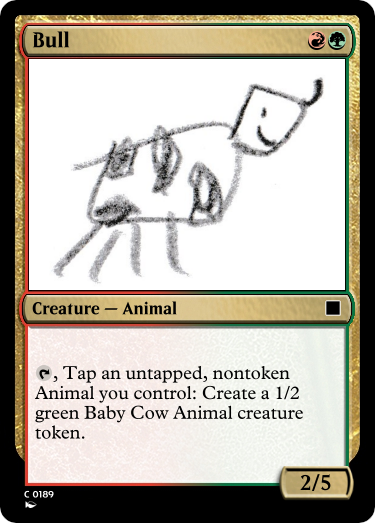 Bull
Creature — Animal
, Tap an untapped, nontoken
Animal you control: Create a 1/2
green Baby Cow Animal creature
token.
2/5
C 0189